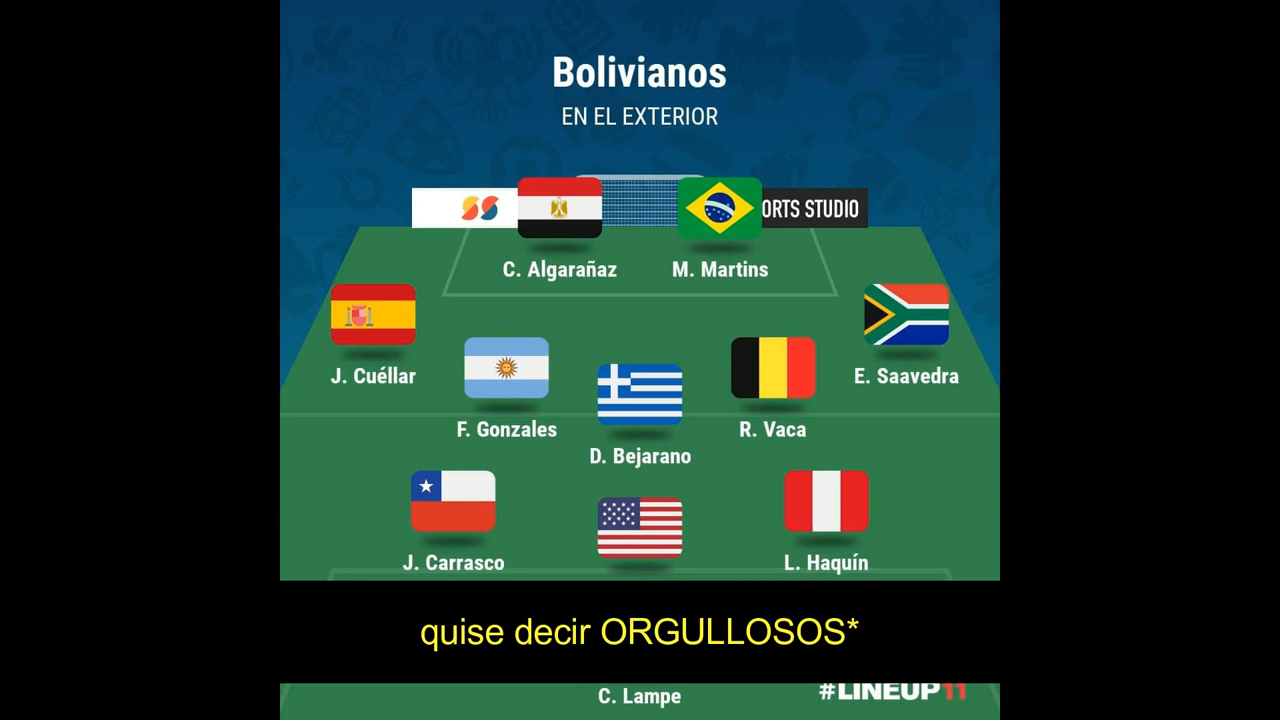 Bolivianos
EN EL EXTERIOR
ORTS STUDIO
C. Algarañaz
M. Martins
J. Cuéllar
E. Saavedra
F. Gonzales
R. Vaca
D. Bejarano
J. Carrasco
L. Haquín
quise decir ORGULLOSOS*
C. Lampe
#LINEUP11